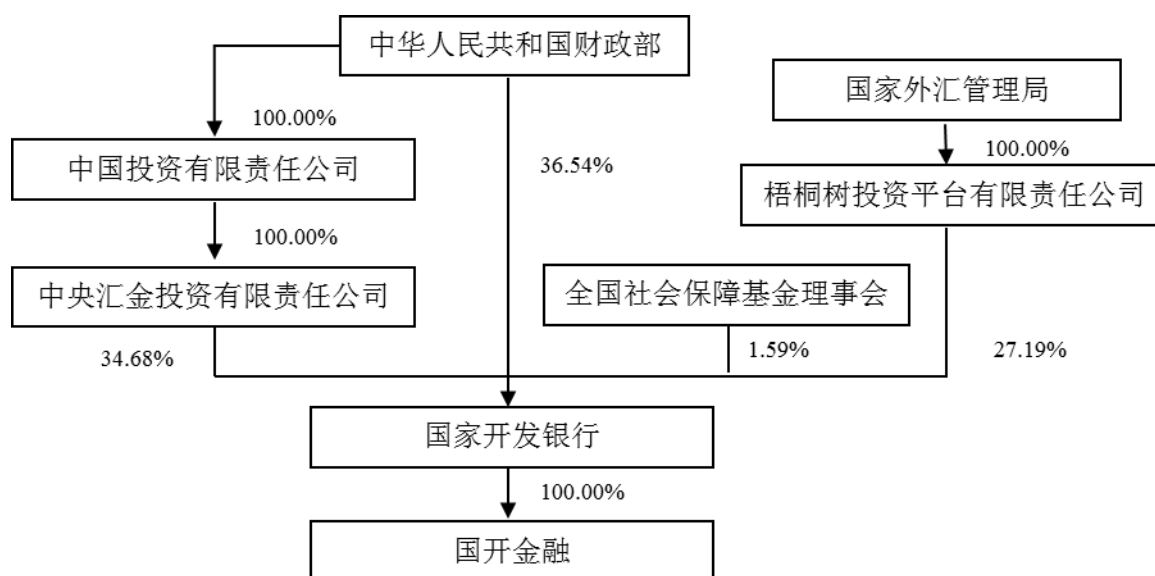 中华人民共和国财政部
国家外汇管理局
100.00%
100.00%
中国投资有限责任公司
36.54%
梧桐树投资平台有限责任公司
100.00%
中央汇金投资有限责任公司
全国社会保障基金理事会
34.68%
1.59%
27.19%
国家开发银行
100.00%
国开金融